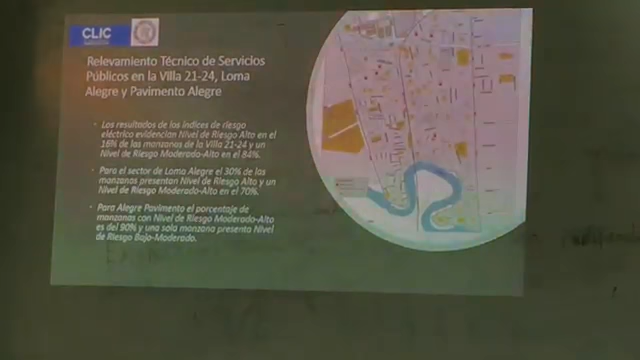 CLIC
Relevamiento Técnico de Servicios
Públicos en la Villa 21-24, Loma
Alegre y Pavimento Alegre
• Los resultados de los índices de riesgo
eléctrico evidencian Nivel de Riesgo Alto en el
16% de las manzanas de la Villa 21-24 y un
Nivel de Riesgo Moderado-Alto en el 84%.
• Para el sector de Loma Alegre el 30% de las
manzanas presentan Nivel de Riesgo Alto y un
Nivel de Riesgo Moderado-Alto en el 70%.
• Para Alegre Pavimento el porcentaje de
manzanas con Nivel de Riesgo Moderado-Alto
es del 90% y una sola manzana presenta Nivel
de Riesgo Bajo-Moderado.